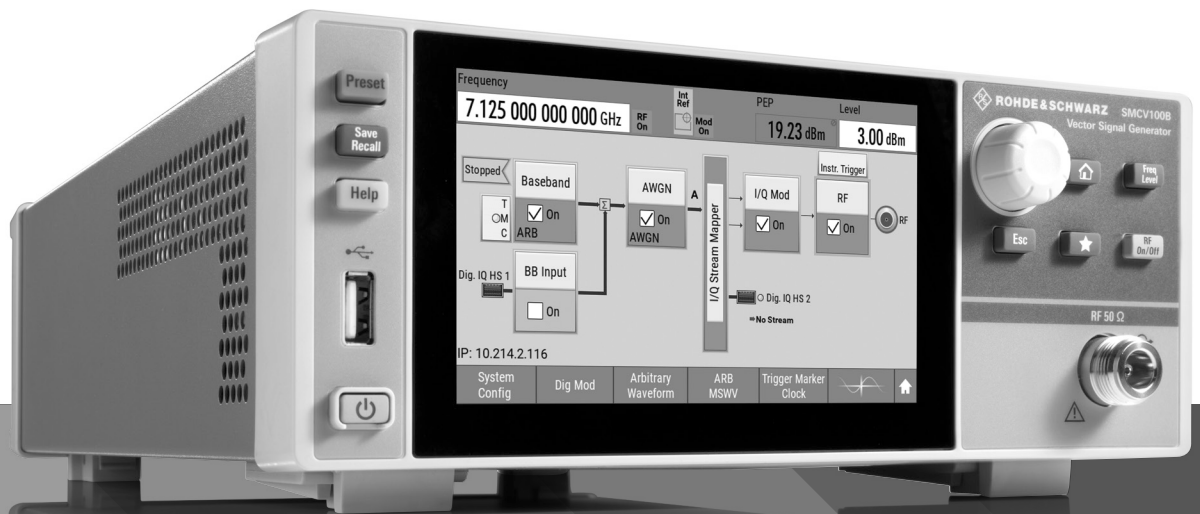 Preset
Save
Recall
Help
Frequency
7.125 000 000 000 GHz
RF
On
Int
Ref
Mod
On
PEP
19.23 dBm
Level
3.00 dBm
Stopped
Baseband
T
M
C
On
ARB
Σ
AWGN
On
AWGN
A
I/Q Stream Mapper
I/Q Mod
On
Instr. Trigger
RF
On
RF
Dig. IQ HS 1
BB Input
On
Dig. IQ HS 2
No Stream
IP: 10.214.2.116
System
Config
Dig Mod
Arbitrary
Waveform
ARB
MSWV
Trigger Marker
Clock
ROHDE & SCHWARZ SMCV100B
Vector Signal Generator
Freq
Level
Esc
RF
On/Off
RF 50 Ω